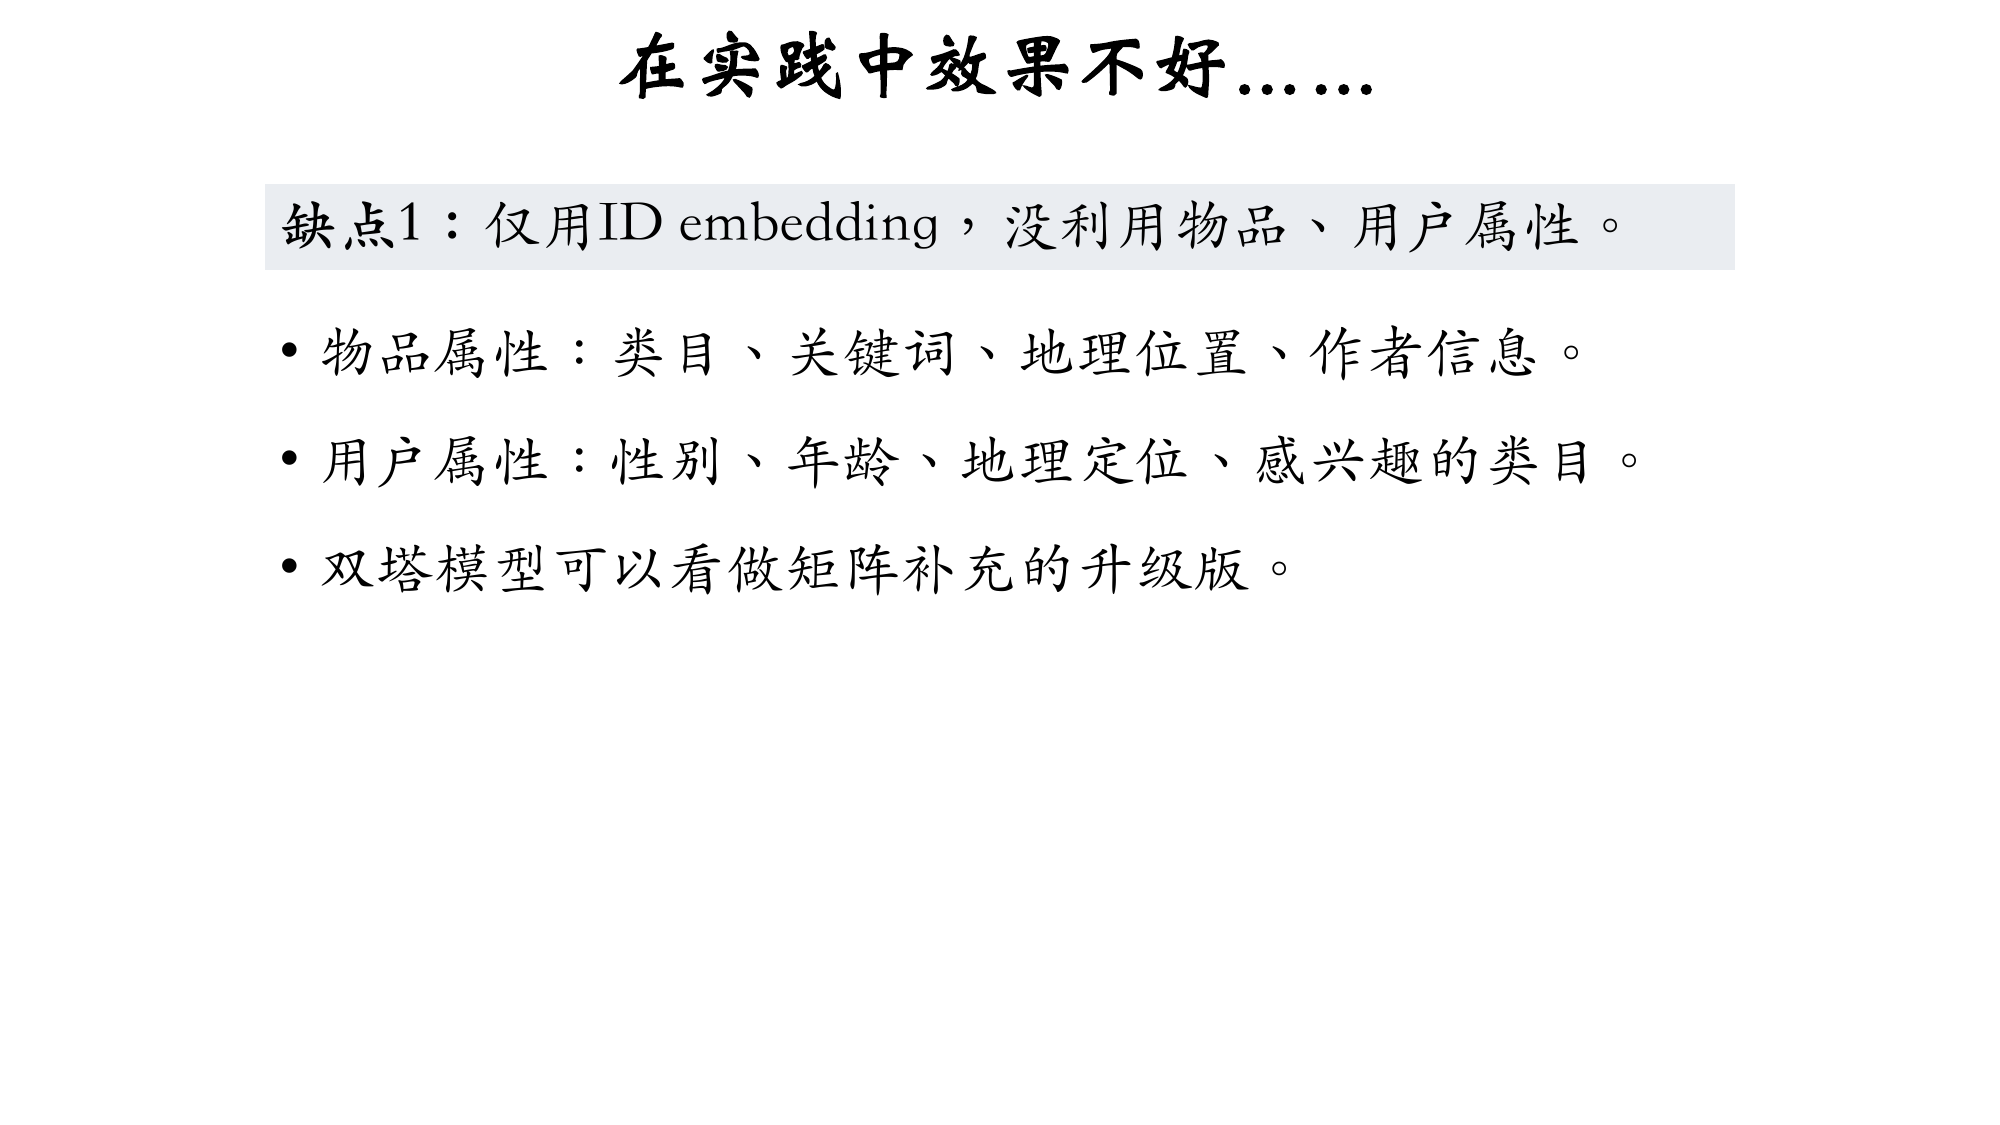 在实践中效果不好……
缺点1：仅用ID embedding，没利用物品、用户属性。
• 物品属性：类目、关键词、地理位置、作者信息。
• 用户属性：性别、年龄、地理定位、感兴趣的类目。
• 双塔模型可以看做矩阵补充的升级版。